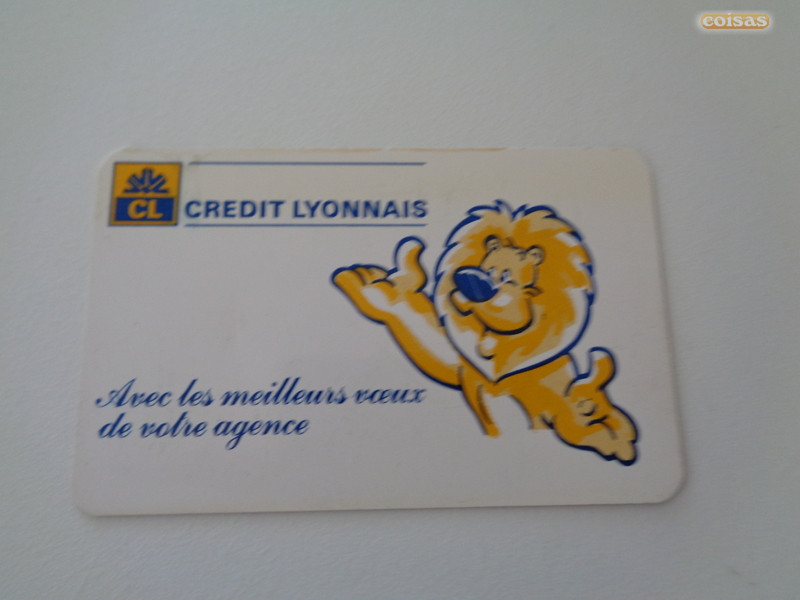 coisas
CL
CREDIT LYONNAIS
Avec les meilleurs vœux
de votre agence